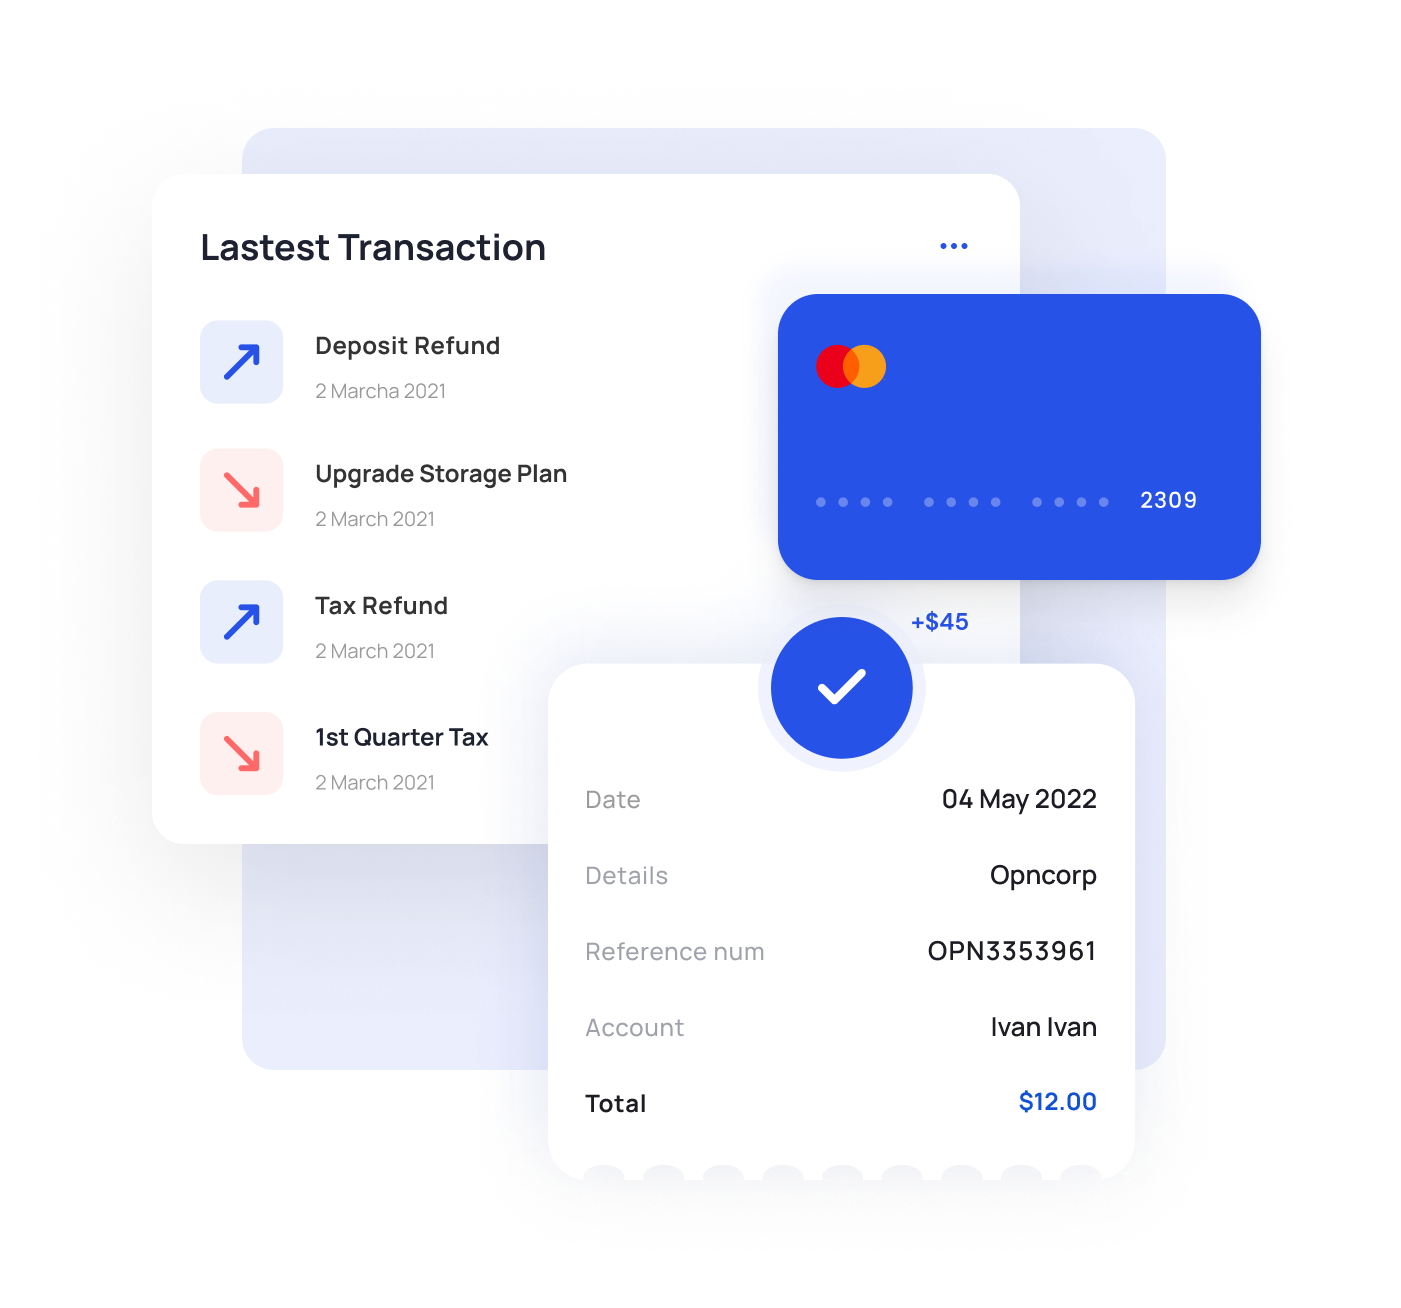 Lastest Transaction
Deposit Refund
2 Marcha 2021
Upgrade Storage Plan
2 March 2021
2309
Tax Refund
+$45
2 March 2021
1st Quarter Tax
2 March 2021
Date 04 May 2022
Details Opncorp
Reference num OPN3353961
Account Ivan Ivan
Total $12.00